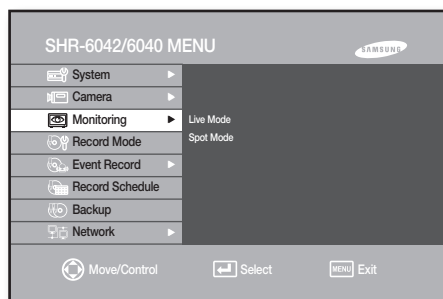 SHR-6042/6040 MENU
SAMSUNG
System
Camera
Monitoring
Live Mode
Record Mode
Spot Mode
Event Record
Record Schedule
Backup
Network
Move/Control
Select
MENU Exit